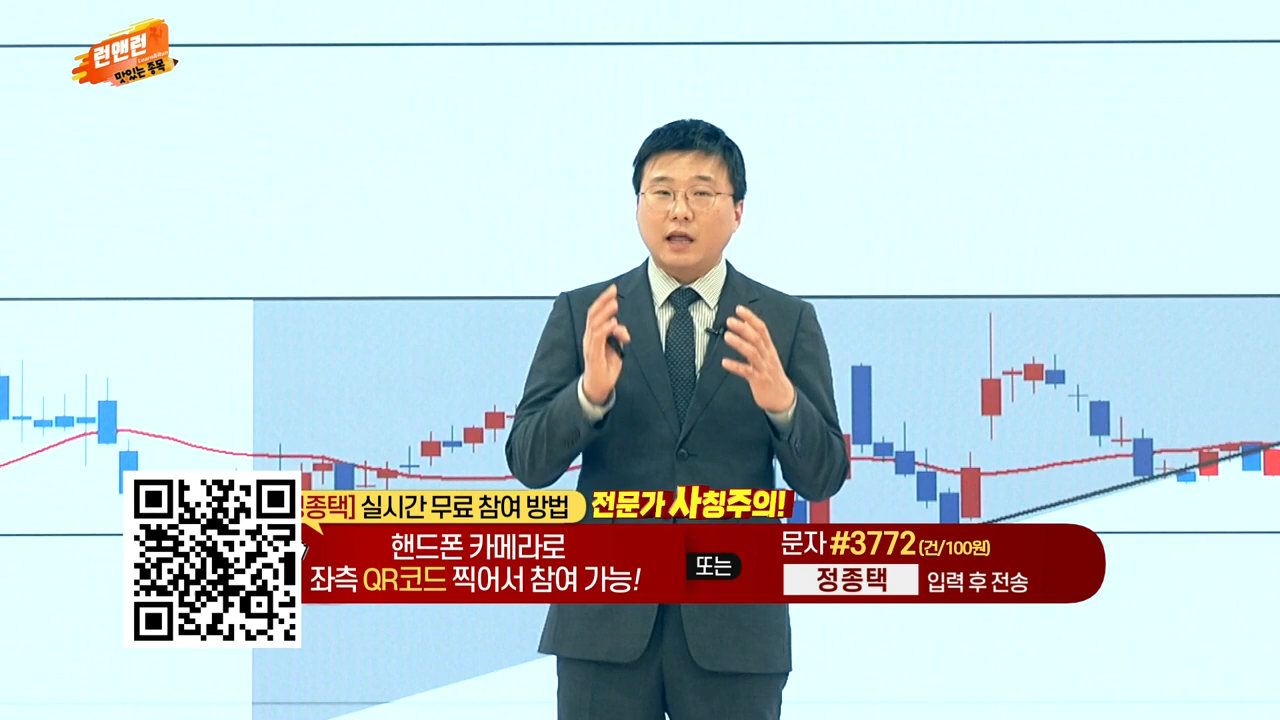 런앤런
Learn&Run
맛있는 종목
종택] 실시간 무료 참여 방법
전문가 사칭주의!
핸드폰 카메라로
좌측 QR코드 찍어서 참여 가능!
또는
문자 #3772 (건/100원)
정종택 입력 후 전송